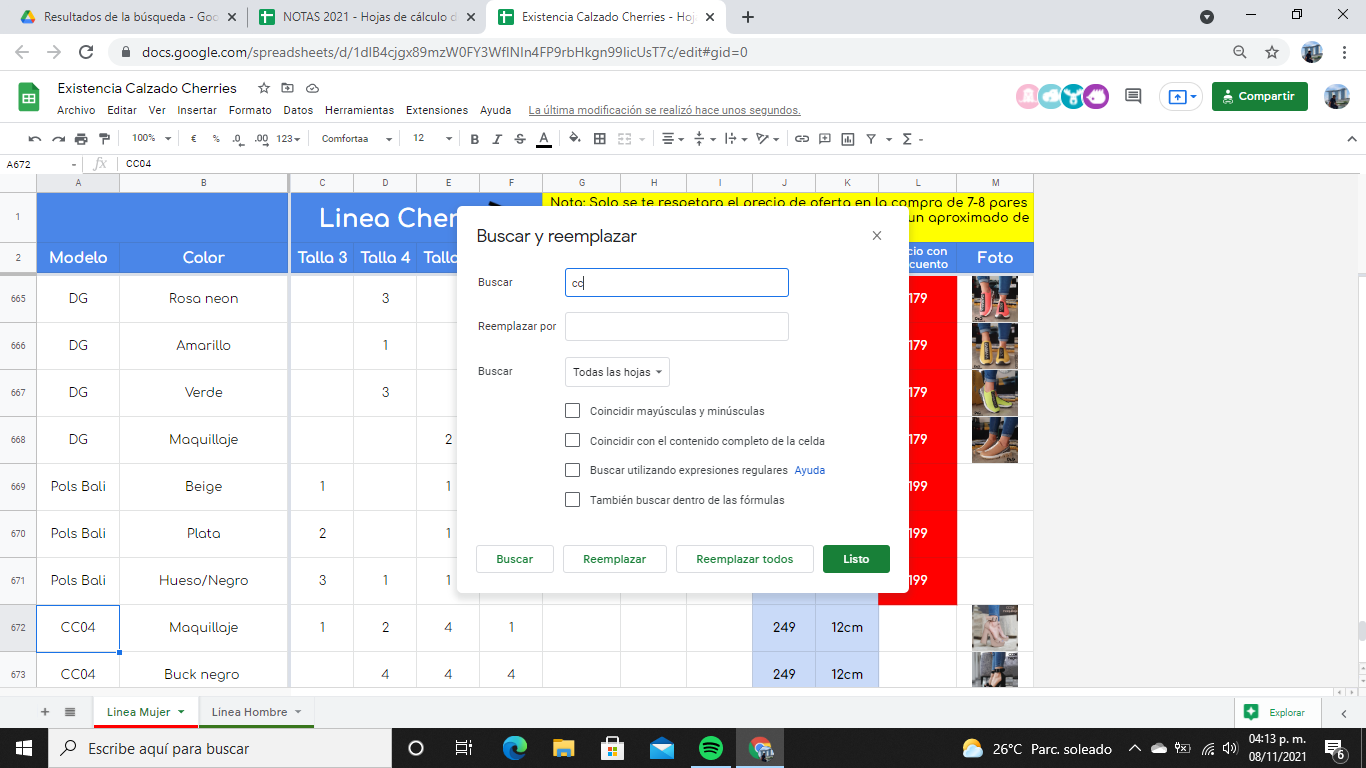 Resultados de la búsqueda - Goo
NOTAS 2021 - Hojas de cálculo d
Existencia Calzado Cherries - Hoj
docs.google.com/spreadsheets/d/1dIB4cjgx89mzW0FY3WfINIn4FP9rbHkgn99IicUsT7c/edit#gid=0
Existencia Calzado Cherries
Archivo Editar Ver Insertar Formato Datos Herramientas Extensiones Ayuda La última modificación se realizó hace unos segundos.
Compartir
100% € % .0 .00 123 Comfortaa 12 B I S A
A672 fx CC04
A B C D E F G H I J K L M
1 Linea Cher
Nota: Solo se te respetara el precio de oferta en la compra de 7-8 pares
un aproximado de
2 Modelo Color Talla 3 Talla 4 Talla
cio con
cuento
Foto
665 DG Rosa neon 3 179
666 DG Amarillo 1 179
667 DG Verde 3 179
668 DG Maquillaje 2 179
669 Pols Bali Beige 1 1 199
670 Pols Bali Plata 2 1 199
671 Pols Bali Hueso/Negro 3 1 1 199
672 CC04 Maquillaje 1 2 4 1 249 12cm
673 CC04 Buck negro 4 4 4 249 12cm
Buscar y reemplazar
Buscar cc
Reemplazar por
Buscar Todas las hojas
Coincidir mayúsculas y minúsculas
Coincidir con el contenido completo de la celda
Buscar utilizando expresiones regulares Ayuda
También buscar dentro de las fórmulas
Buscar Reemplazar Reemplazar todos Listo
Linea Mujer Linea Hombre Explorar
Escribe aquí para buscar
26°C Parc. soleado
04:13 p. m.
08/11/2021
6